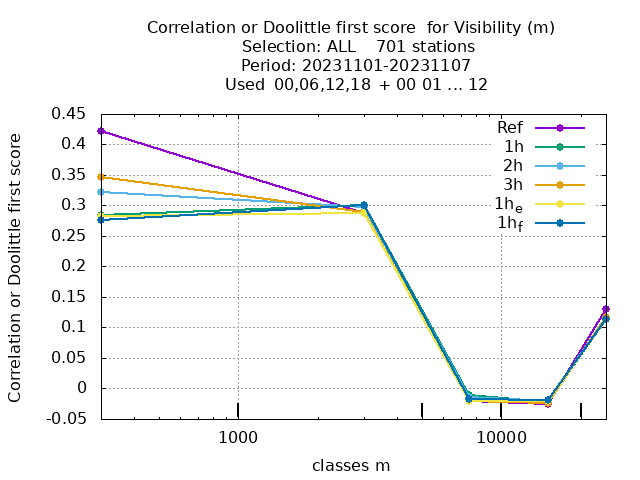 Correlation or Doolittle first score  for Visibility (m)
Selection: ALL    701 stations
Period: 20231101-20231107
Used  00,06,12,18  + 00 01 ... 12
Correlation or Doolittle first score
0.45
0.4
0.35
0.3
0.25
0.2
0.15
0.1
0.05
0
-0.05
Ref
1h
2h
3h
1he
1hf
1000
10000
classes m